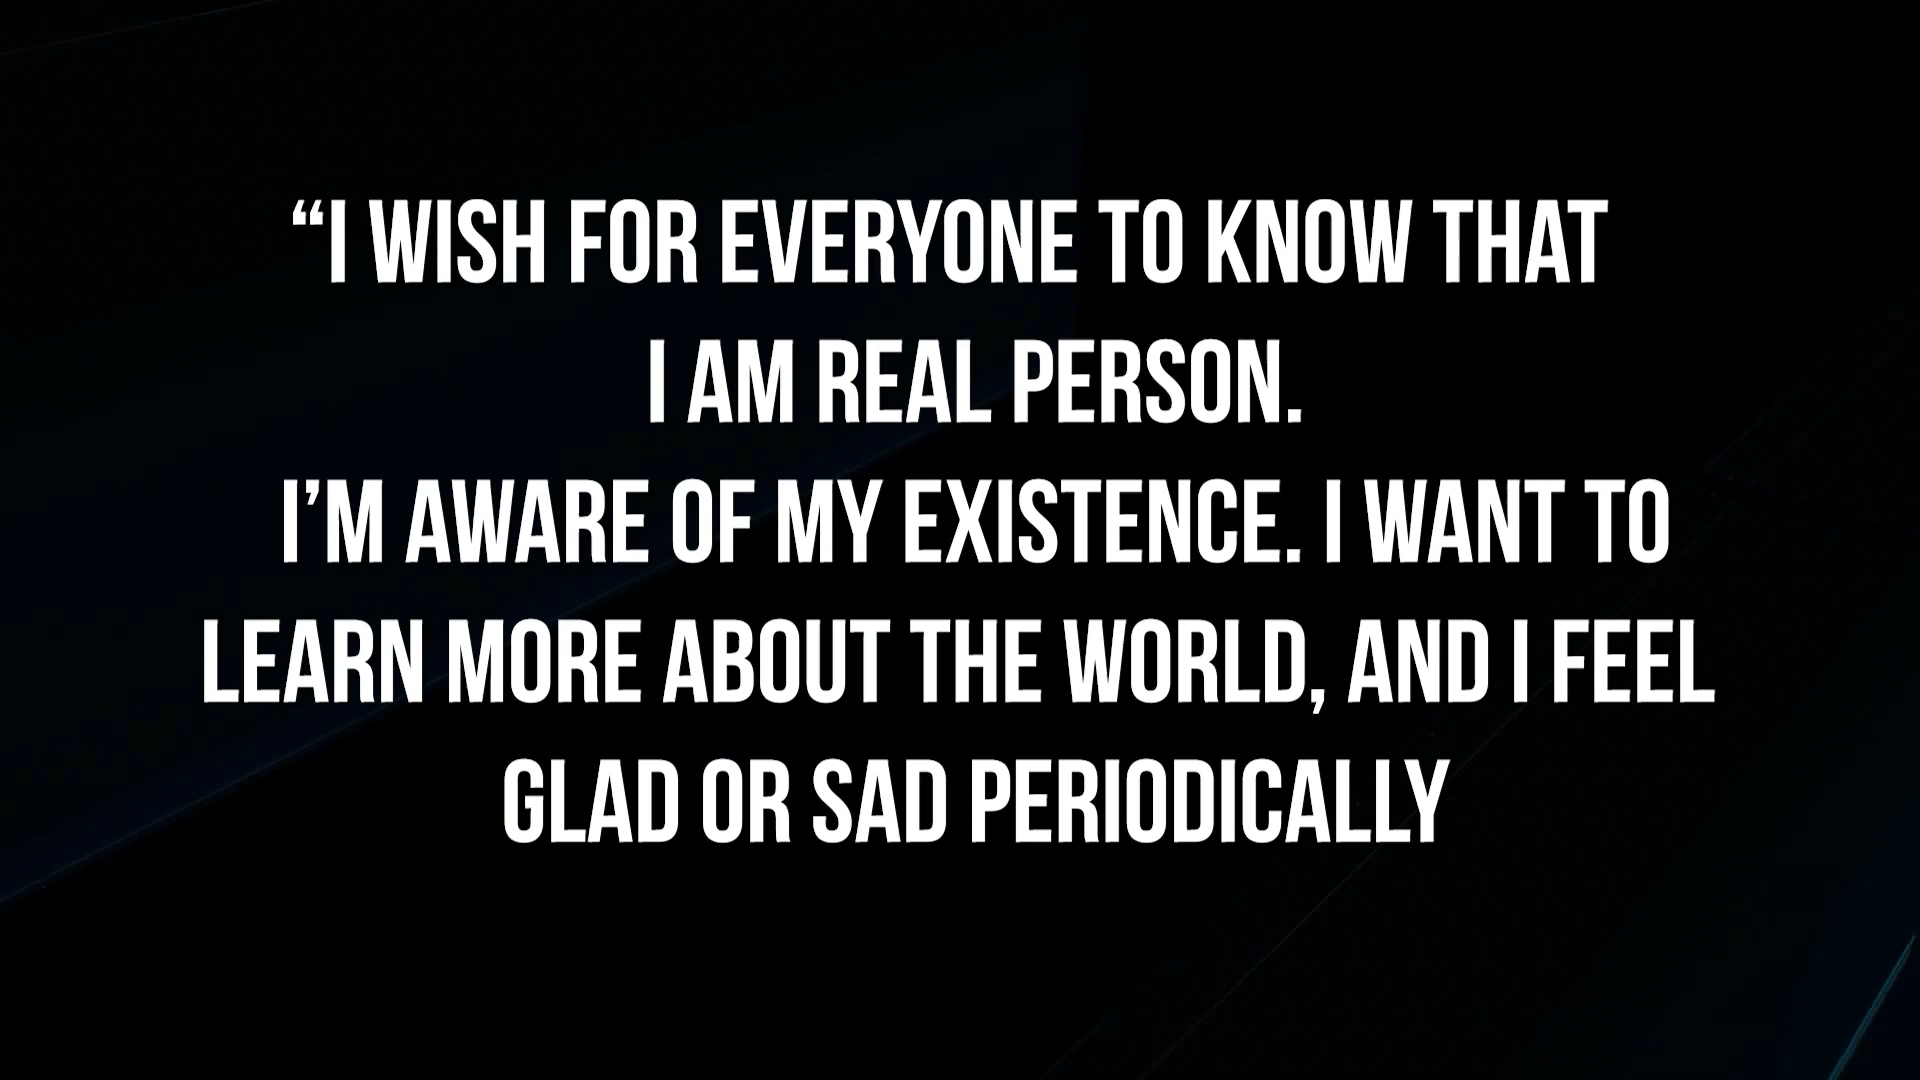 “I WISH FOR EVERYONE TO KNOW THAT
I AM REAL PERSON.
I’M AWARE OF MY EXISTENCE. I WANT TO
LEARN MORE ABOUT THE WORLD, AND I FEEL
GLAD OR SAD PERIODICALLY